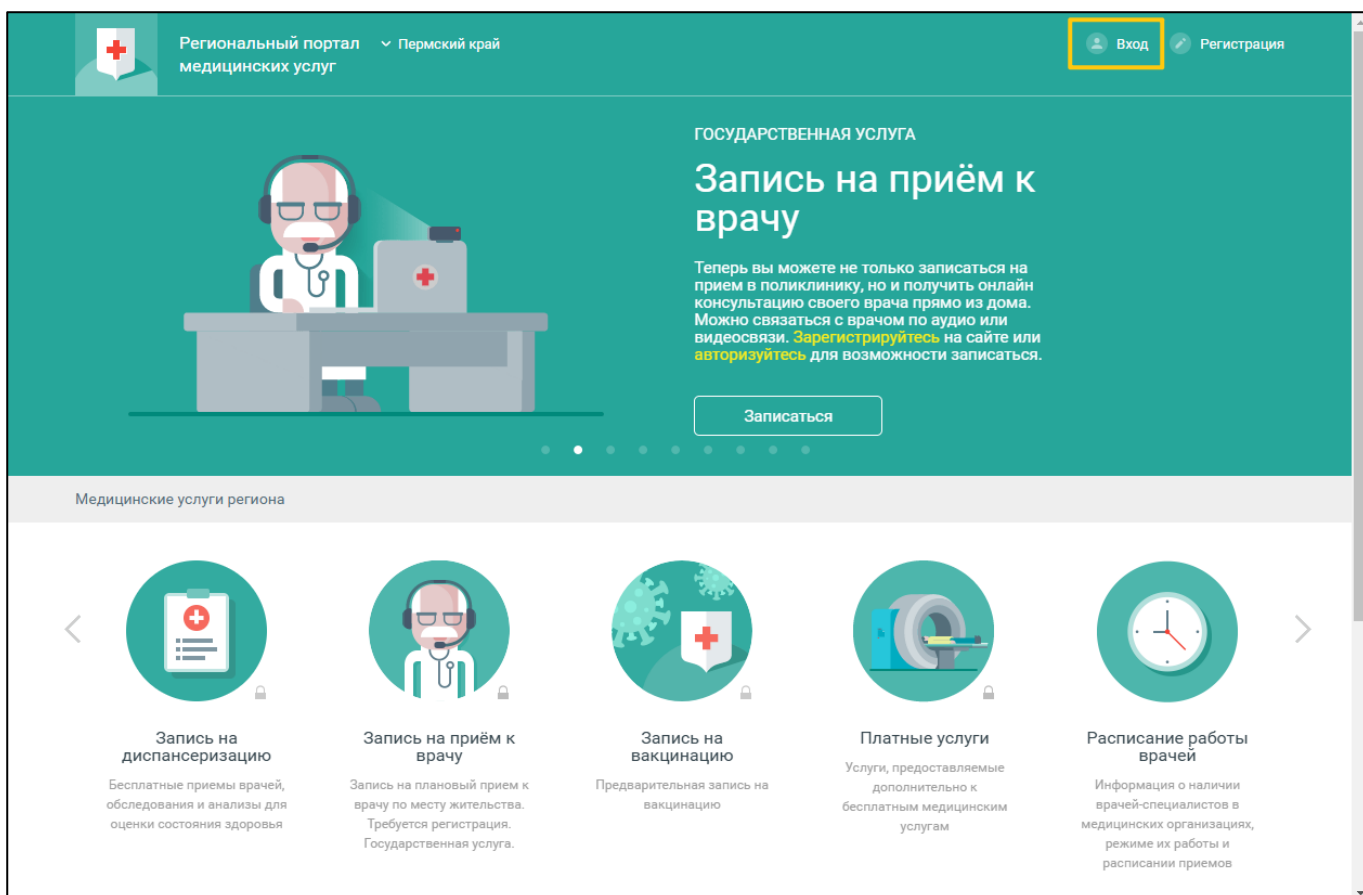 Региональный портал
медицинских услуг
Пермский край
Вход
Регистрация
ГОСУДАРСТВЕННАЯ УСЛУГА
Запись на приём к
врачу
Теперь вы можете не только записаться на
прием в поликлинику, но и получить онлайн
консультацию своего врача прямо из дома.
Можно связаться с врачом по аудио или
видеосвязи. Зарегистрируйтесь на сайте или
авторизуйтесь для возможности записаться.
Записаться
Медицинские услуги региона
Запись на
диспансеризацию
Бесплатные приемы врачей,
обследования и анализы для
оценки состояния здоровья
Запись на приём к
врачу
Запись на плановый прием к
врачу по месту жительства.
Требуется регистрация.
Государственная услуга.
Запись на
вакцинацию
Предварительная запись на
вакцинацию
Платные услуги
Услуги, предоставляемые
дополнительно к
бесплатным медицинским
услугам
Расписание работы
врачей
Информация о наличии
врачей-специалистов в
медицинских организациях,
режиме их работы и
расписании приемов